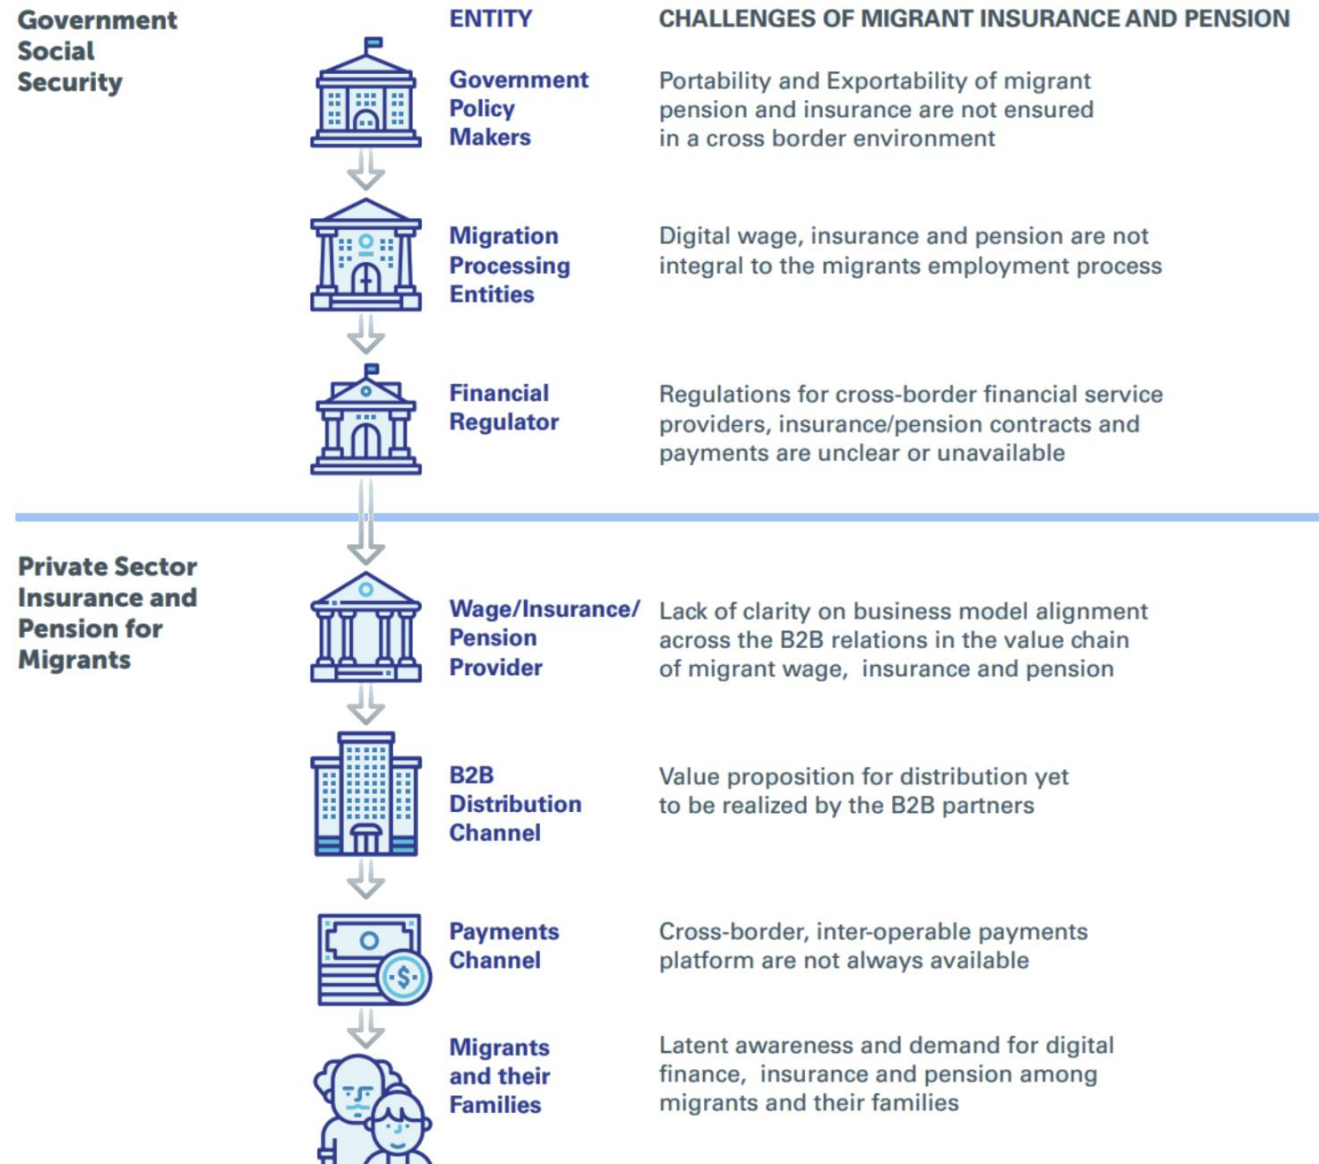 Government
Social
Security
ENTITY
CHALLENGES OF MIGRANT INSURANCE AND PENSION
Government
Policy
Makers
Portability and Exportability of migrant
pension and insurance are not ensured
in a cross border environment
Migration
Processing
Entities
Digital wage, insurance and pension are not
integral to the migrants employment process
Financial
Regulator
Regulations for cross-border financial service
providers, insurance/pension contracts and
payments are unclear or unavailable
Private Sector
Insurance and
Pension for
Migrants
Wage/Insurance/
Pension
Provider
Lack of clarity on business model alignment
across the B2B relations in the value chain
of migrant wage, insurance and pension
B2B
Distribution
Channel
Value proposition for distribution yet
to be realized by the B2B partners
Payments
Channel
Cross-border, inter-operable payments
platform are not always available
$
Migrants
and their
Families
Latent awareness and demand for digital
finance, insurance and pension among
migrants and their families